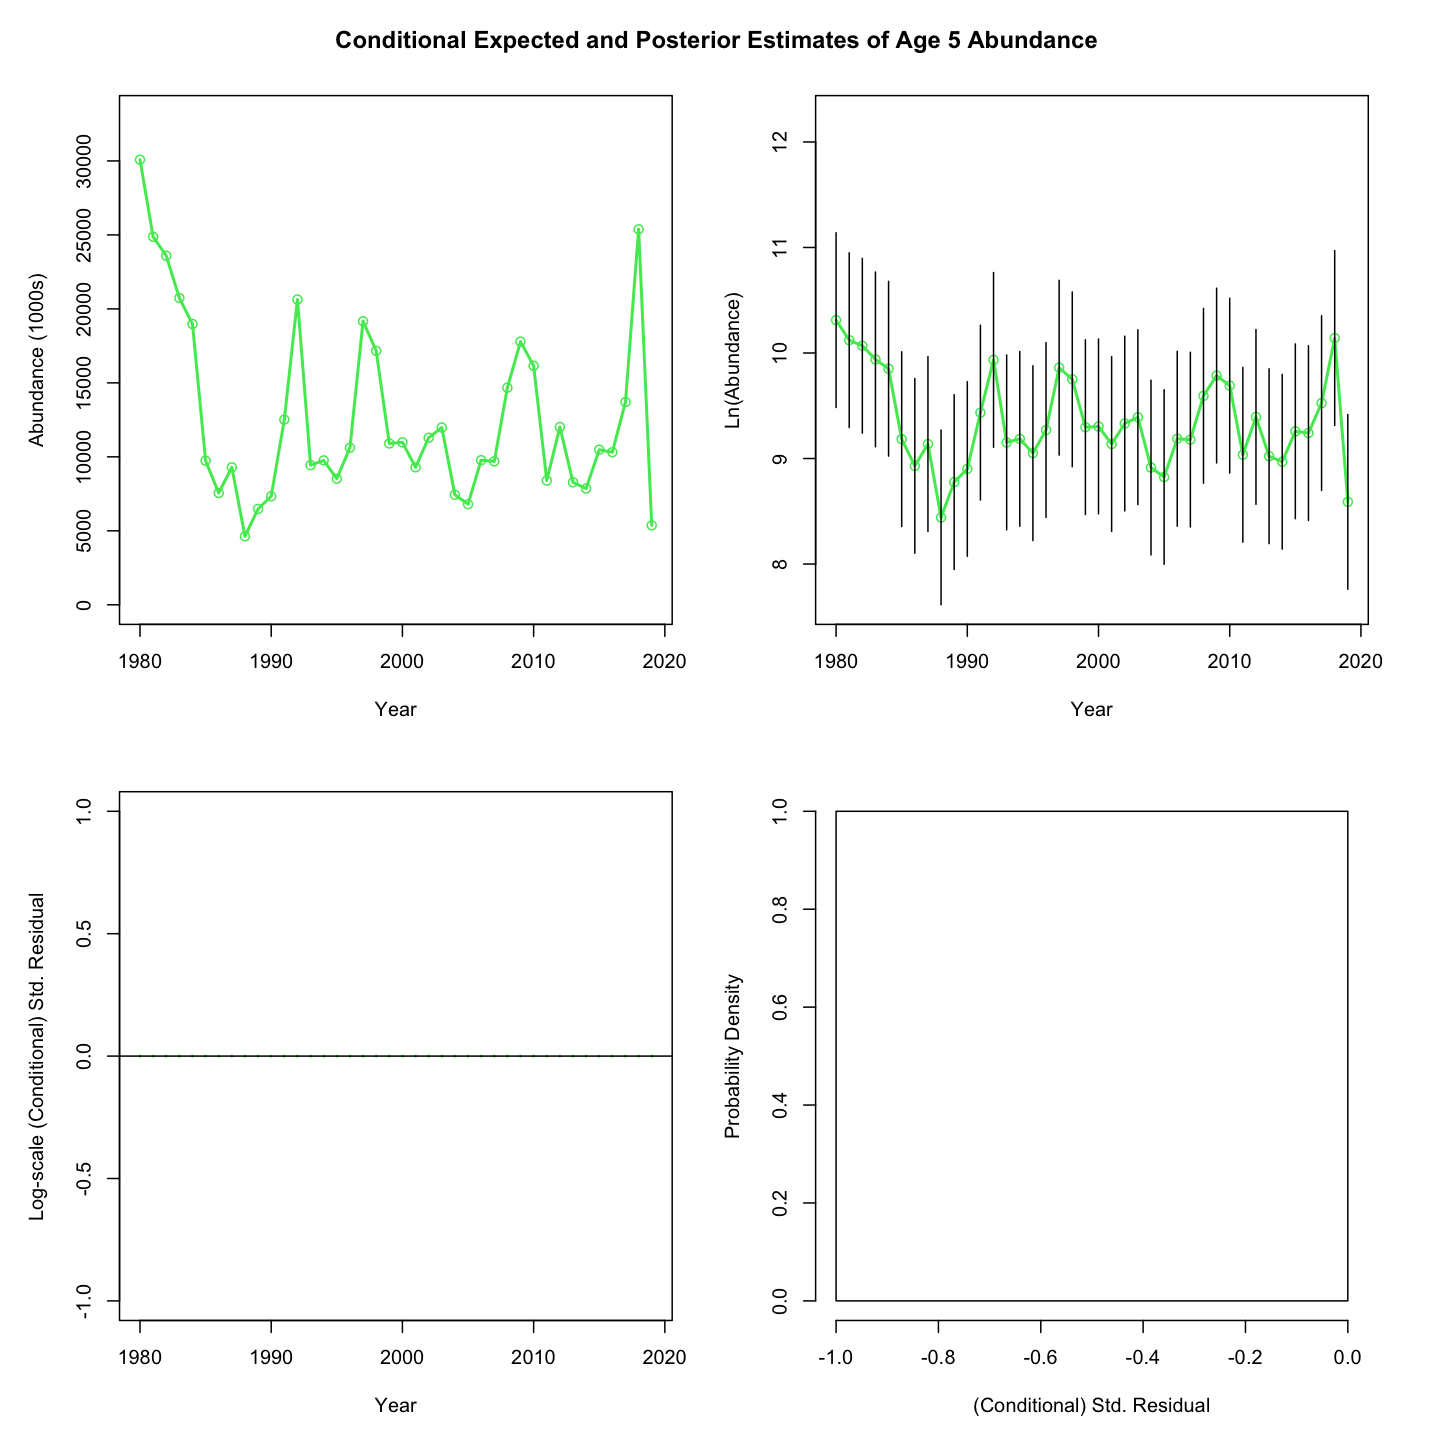 Conditional Expected and Posterior Estimates of Age 5 Abundance
Abundance (1000s)
30000
25000
20000
15000
10000
5000
0
1980 1990 2000 2010 2020
Year
Ln(Abundance)
12
11
10
9
8
1980 1990 2000 2010 2020
Year
Log-scale (Conditional) Std. Residual
1.0
0.5
0.0
-0.5
-1.0
1980 1990 2000 2010 2020
Year
Probability Density
1.0
0.8
0.6
0.4
0.2
0.0
-1.0 -0.8 -0.6 -0.4 -0.2 0.0
(Conditional) Std. Residual